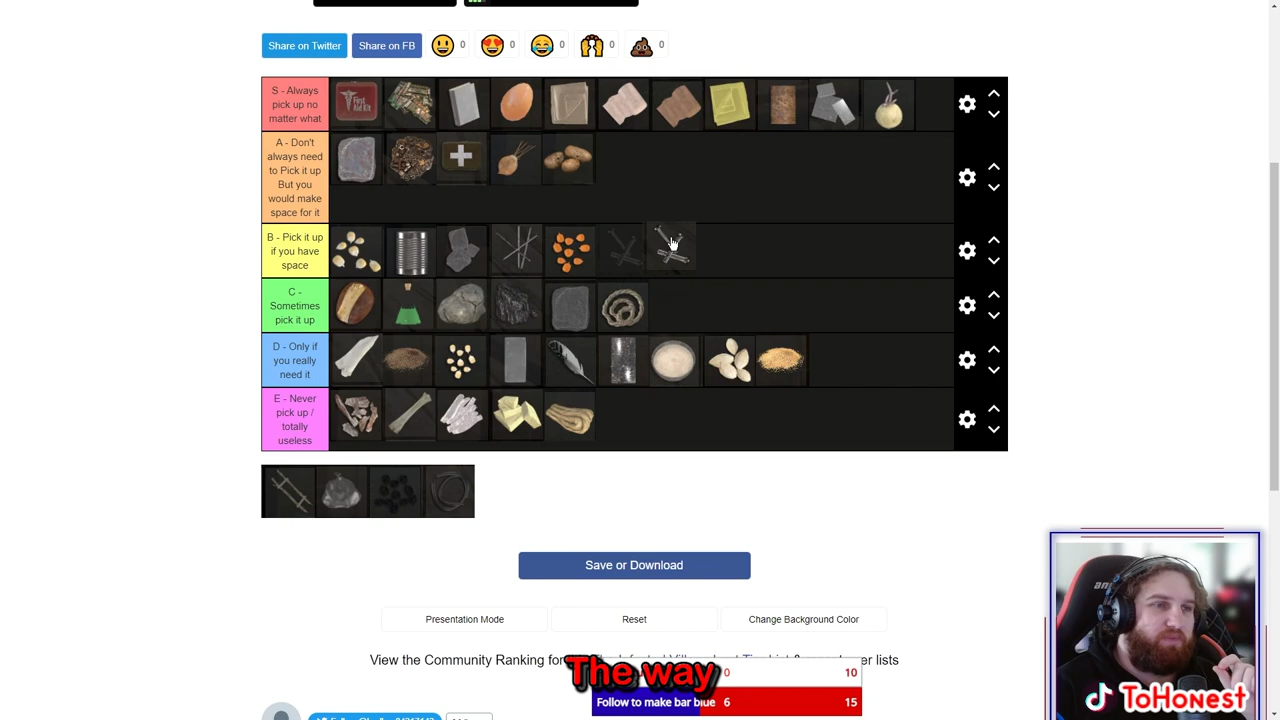 Share on Twitter
Share on FB
0
0
0
0
0
S - Always
pick up no
matter what
First
Aid Kit
A - Don't
always need
to Pick it up
But you
would make
space for it
B - Pick it up
if you have
space
C -
Sometimes
pick it up
D - Only if
you really
need it
E - Never
pick up /
totally
useless
Save or Download
Presentation Mode
Reset
Change Background Color
View the Community Ranking for
lists
The way
0
10
Follow to make bar blue
6
15
ToHonest